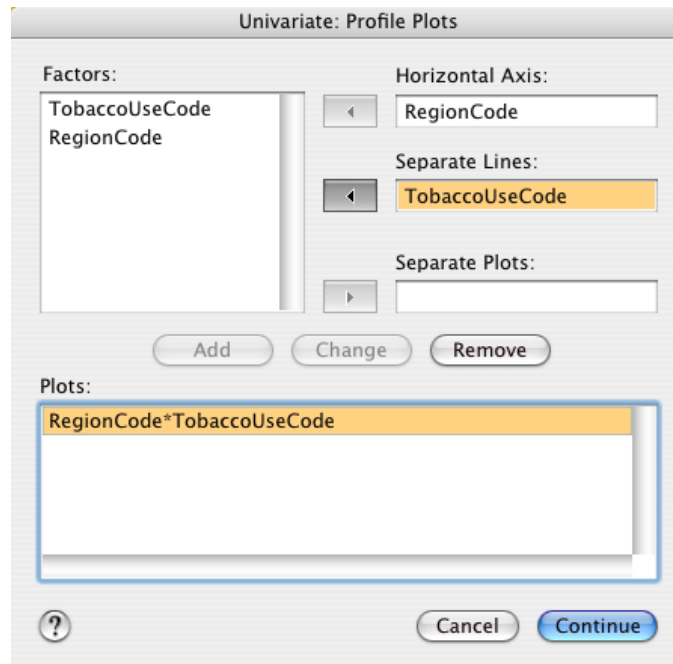 Univariate: Profile Plots
Factors:
TobaccoUseCode
RegionCode
Horizontal Axis:
RegionCode
Separate Lines:
TobaccoUseCode
Separate Plots:
Add
Change
Remove
Plots:
RegionCode*TobaccoUseCode
?
Cancel
Continue